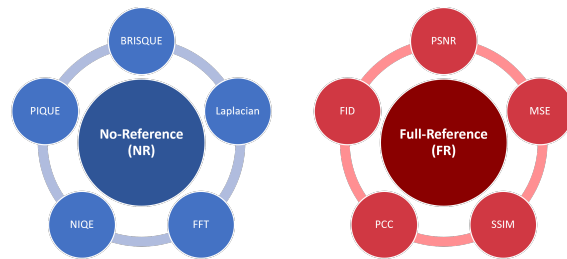 BRISQUE
PIQUE
Laplacian
No-Reference
(NR)
NIQE
FFT
PSNR
FID
MSE
Full-Reference
(FR)
PCC
SSIM